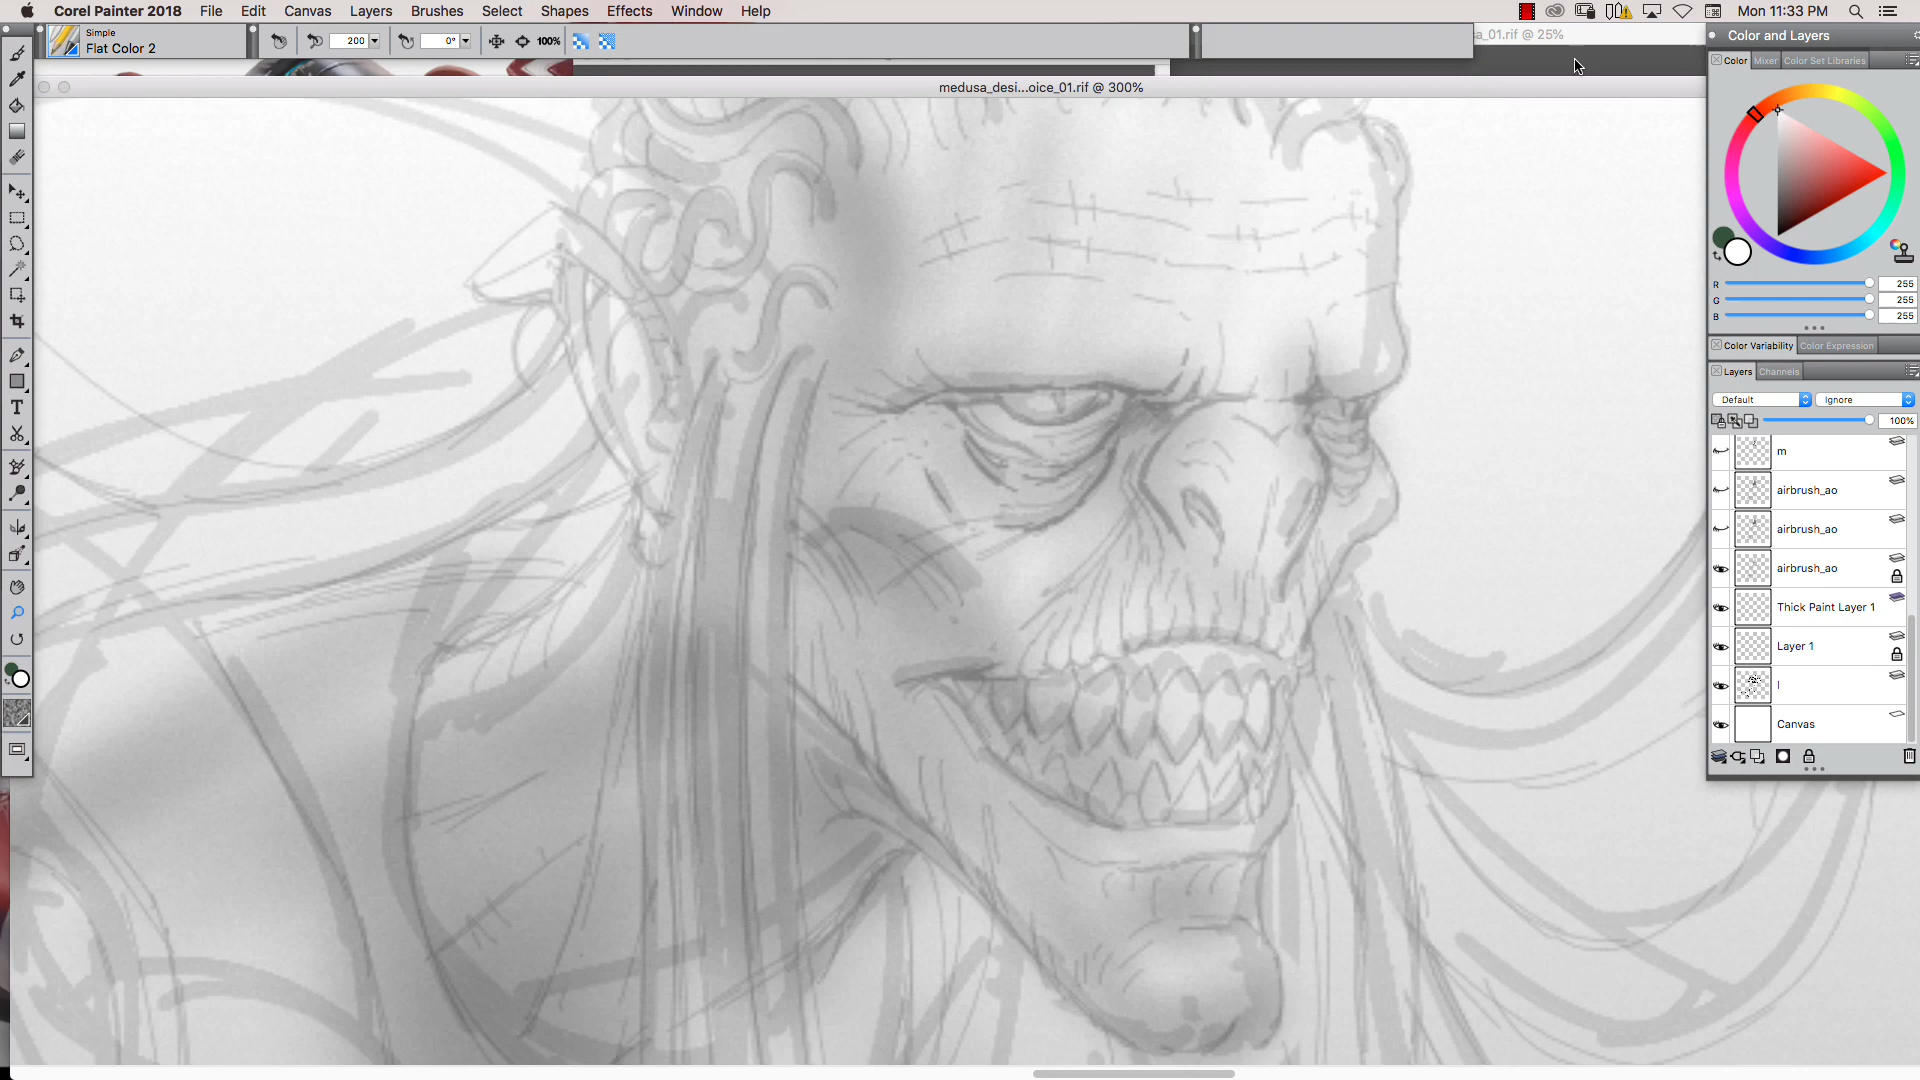 Corel Painter 2018 File Edit Canvas Layers Brushes Select Shapes Effects Window Help Mon 11:33 PM
Simple
Flat Color 2
200 0° 100%
sa_01.rif @ 25%
Color and Layers
Color Mixer Color Set Libraries
medusa_desi...oice_01.rif @ 300%
R 255
G 255
B 255
Color Variability Color Expression
Layers Channels
Default Ignore
100%
m
airbrush_ao
airbrush_ao
airbrush_ao
Thick Paint Layer 1
Layer 1
l
Canvas
T